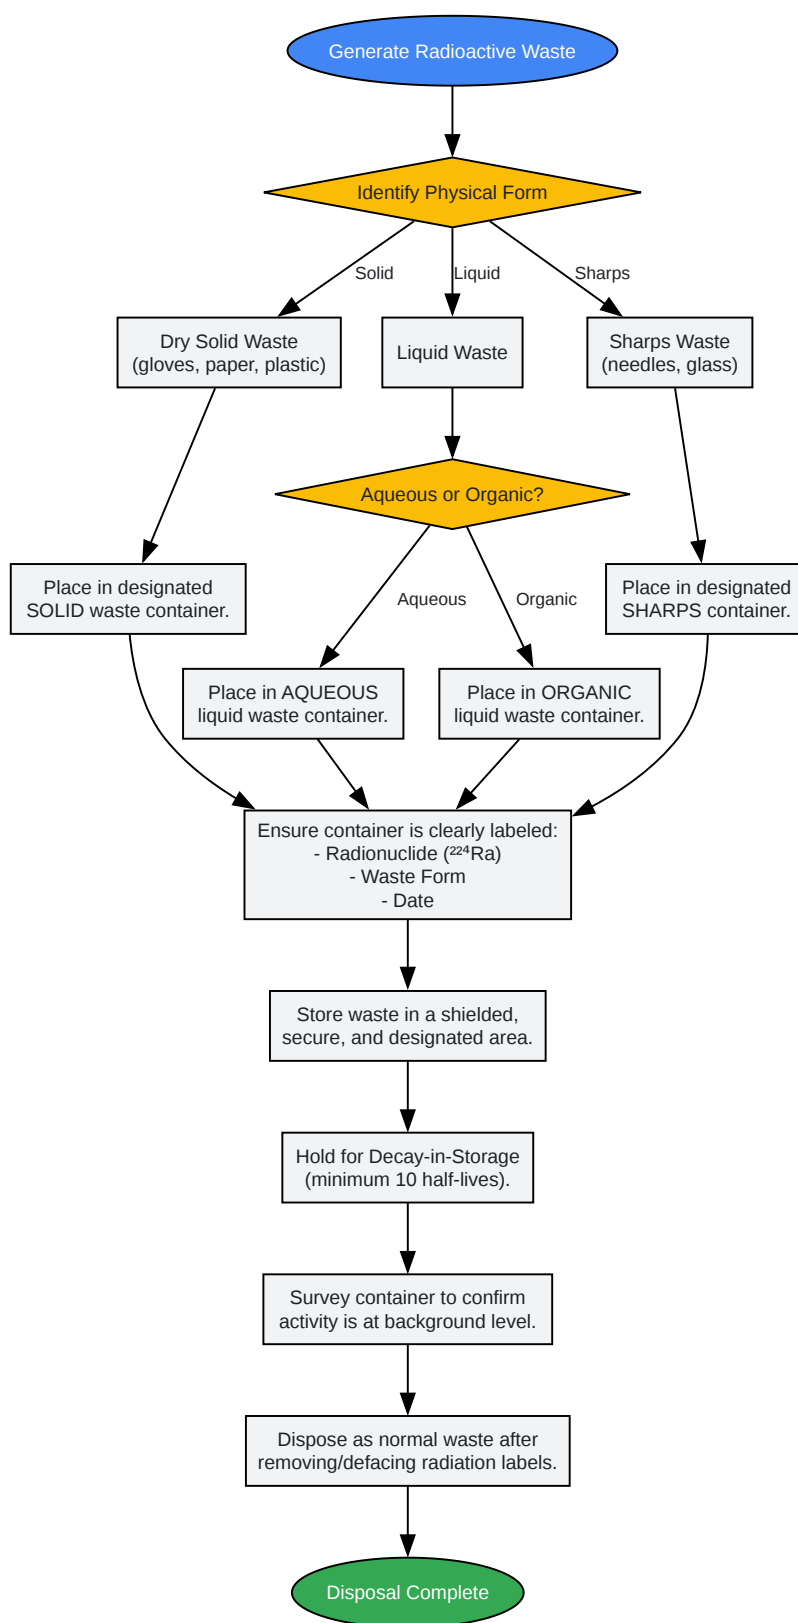 Generate Radioactive Waste
Identify Physical Form
Solid
Liquid
Sharps
Dry Solid Waste
(gloves, paper, plastic)
Liquid Waste
Sharps Waste
(needles, glass)
Aqueous or Organic?
Place in designated
SOLID waste container.
Aqueous
Organic
Place in designated
SHARPS container.
Place in AQUEOUS
liquid waste container.
Place in ORGANIC
liquid waste container.
Ensure container is clearly labeled:
- Radionuclide (²²⁴Ra)
- Waste Form
- Date
Store waste in a shielded,
secure, and designated area.
Hold for Decay-in-Storage
(minimum 10 half-lives).
Survey container to confirm
activity is at background level.
Dispose as normal waste after
removing/defacing radiation labels.
Disposal Complete